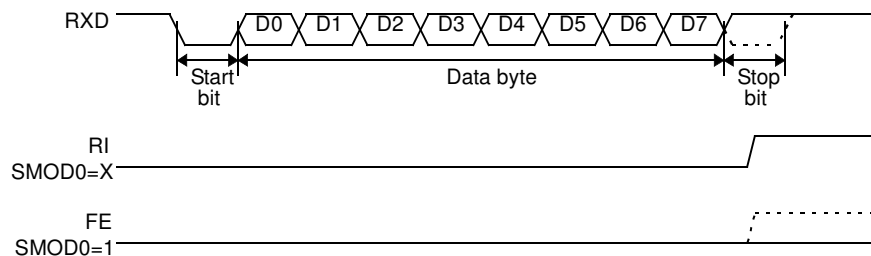 RXD D0 D1 D2 D3 D4 D5 D6 D7
Start bit
Data byte
Stop bit
RI
SMOD0=X
FE
SMOD0=1